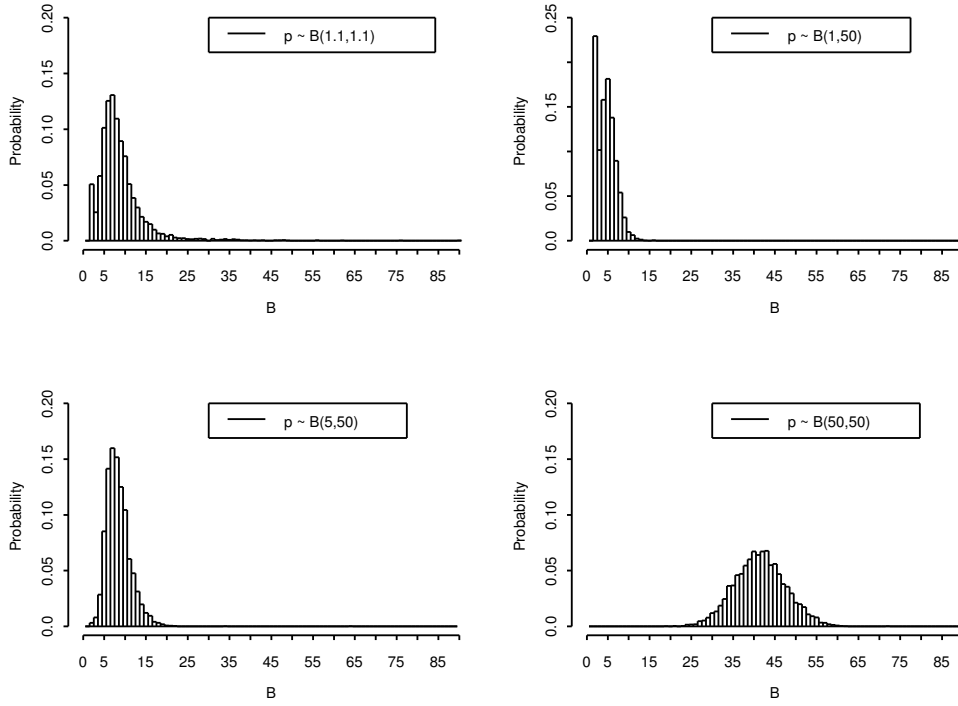 p ~ B(1.1,1.1)
Probability
0.0 0.05 0.10 0.15 0.20
0 5 15 25 35 45 55 65 75 85
B
p ~ B(1,50)
Probability
0.0 0.05 0.15 0.25
0 5 15 25 35 45 55 65 75 85
B
p ~ B(5,50)
Probability
0.0 0.05 0.10 0.15 0.20
0 5 15 25 35 45 55 65 75 85
B
p ~ B(50,50)
Probability
0.0 0.05 0.10 0.15 0.20
0 5 15 25 35 45 55 65 75 85
B